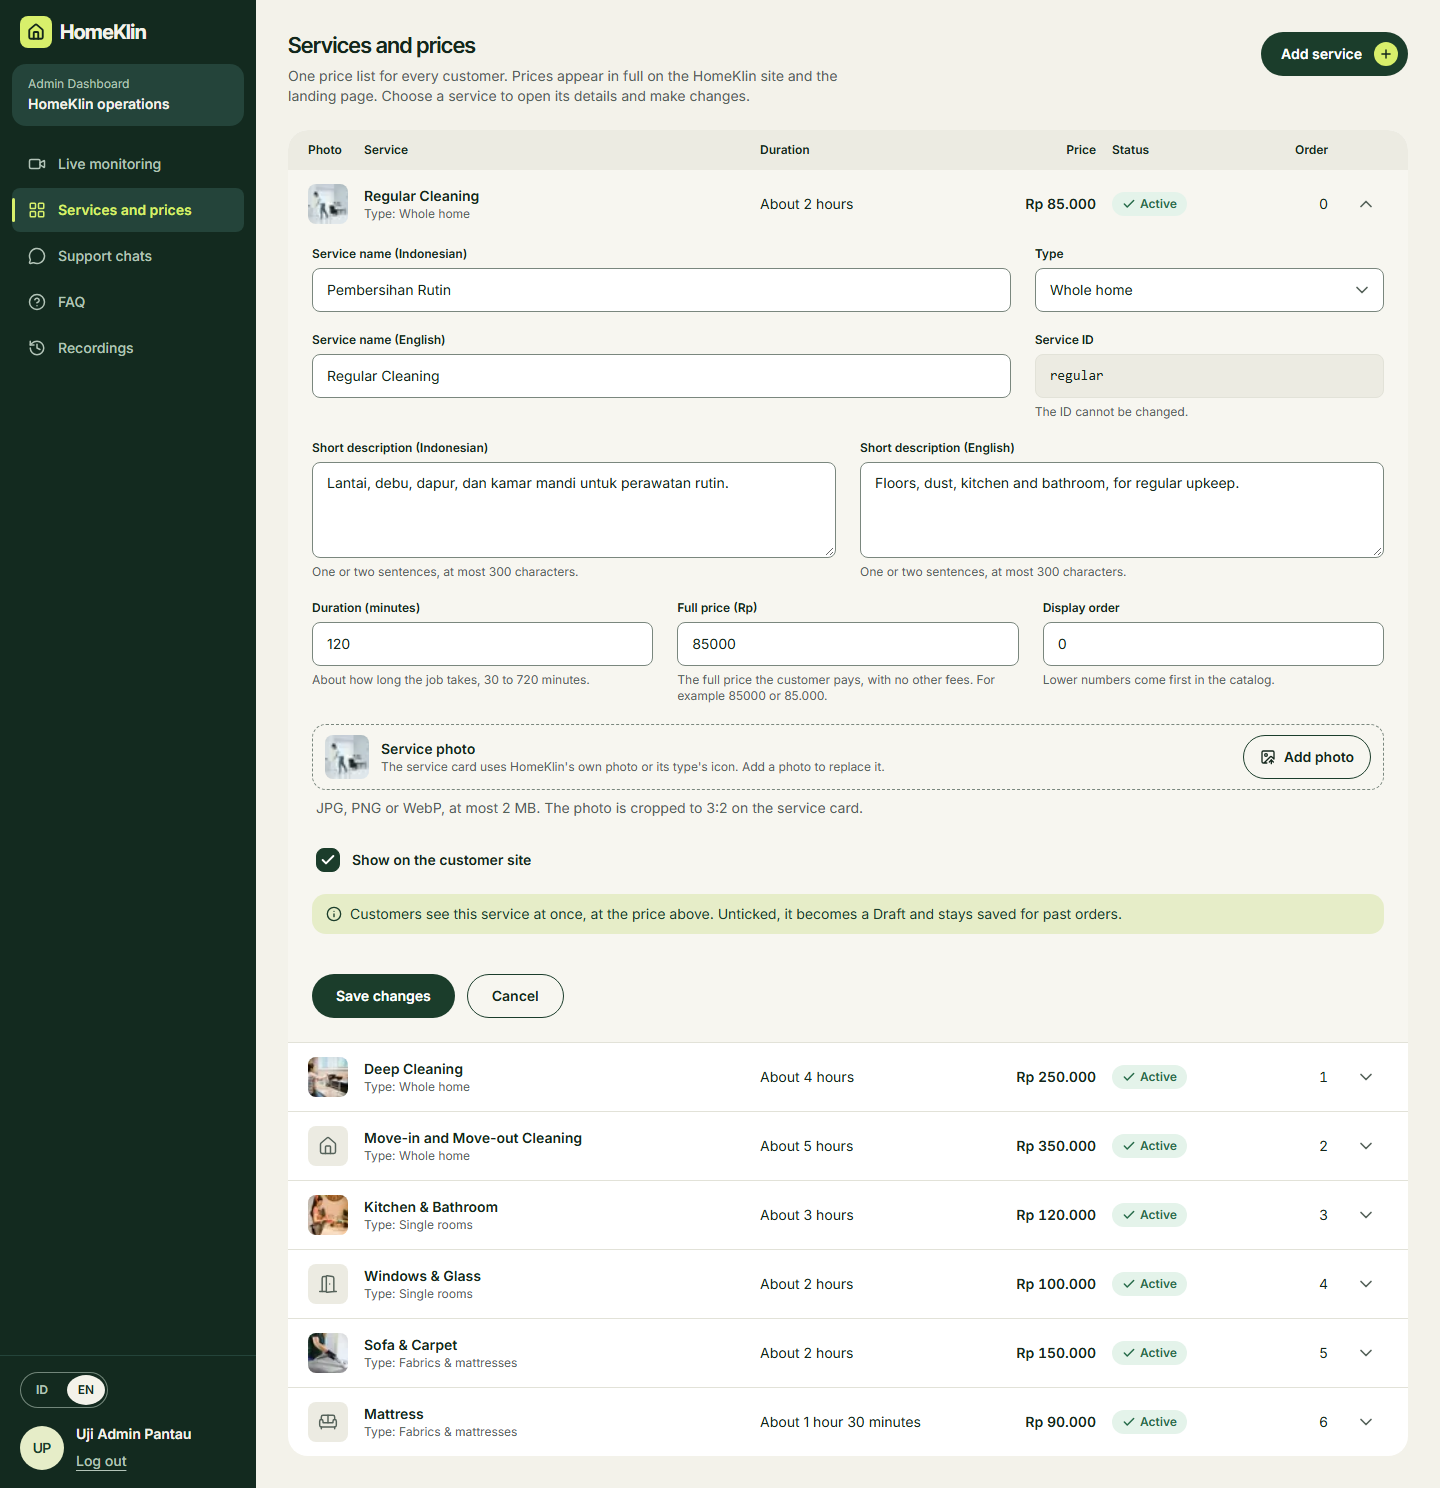 HomeKlin
Admin Dashboard
HomeKlin operations
Live monitoring
Services and prices
Support chats
FAQ
Recordings
ID EN
UP
Uji Admin Pantau
Log out
Services and prices
One price list for every customer. Prices appear in full on the HomeKlin site and the
landing page. Choose a service to open its details and make changes.
Add service
Photo Service Duration Price Status Order
Regular Cleaning
Type: Whole home
About 2 hours Rp 85.000 Active 0
Service name (Indonesian) Type
Pembersihan Rutin Whole home
Service name (English) Service ID
Regular Cleaning regular
The ID cannot be changed.
Short description (Indonesian) Short description (English)
Lantai, debu, dapur, dan kamar mandi untuk perawatan rutin. Floors, dust, kitchen and bathroom, for regular upkeep.
One or two sentences, at most 300 characters. One or two sentences, at most 300 characters.
Duration (minutes) Full price (Rp) Display order
120 85000 0
About how long the job takes, 30 to 720 minutes. The full price the customer pays, with no other fees. For Lower numbers come first in the catalog.
example 85000 or 85.000.
Service photo
The service card uses HomeKlin's own photo or its type's icon. Add a photo to replace it.
Add photo
JPG, PNG or WebP, at most 2 MB. The photo is cropped to 3:2 on the service card.
Show on the customer site
Customers see this service at once, at the price above. Unticked, it becomes a Draft and stays saved for past orders.
Save changes Cancel
Deep Cleaning
Type: Whole home
About 4 hours Rp 250.000 Active 1
Move-in and Move-out Cleaning
Type: Whole home
About 5 hours Rp 350.000 Active 2
Kitchen & Bathroom
Type: Single rooms
About 3 hours Rp 120.000 Active 3
Windows & Glass
Type: Single rooms
About 2 hours Rp 100.000 Active 4
Sofa & Carpet
Type: Fabrics & mattresses
About 2 hours Rp 150.000 Active 5
Mattress
Type: Fabrics & mattresses
About 1 hour 30 minutes Rp 90.000 Active 6